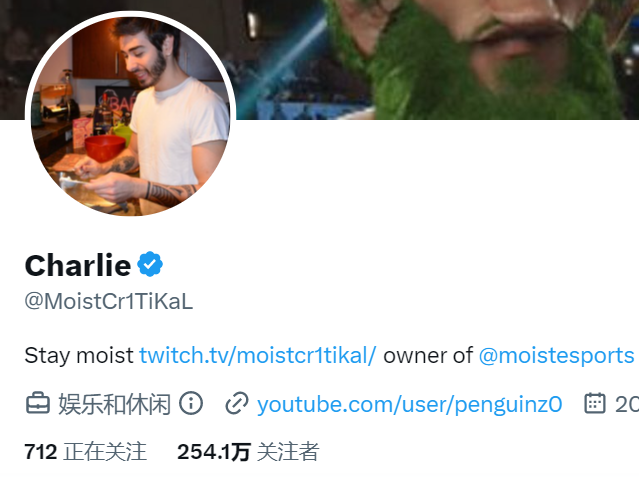 BAR
Charlie
@MoistCr1TiKaL
Stay moist twitch.tv/moistcr1tikal/ owner of @moistesports
娱乐和休闲 youtube.com/user/penguinz0 20
712 正在关注 254.1万 关注者